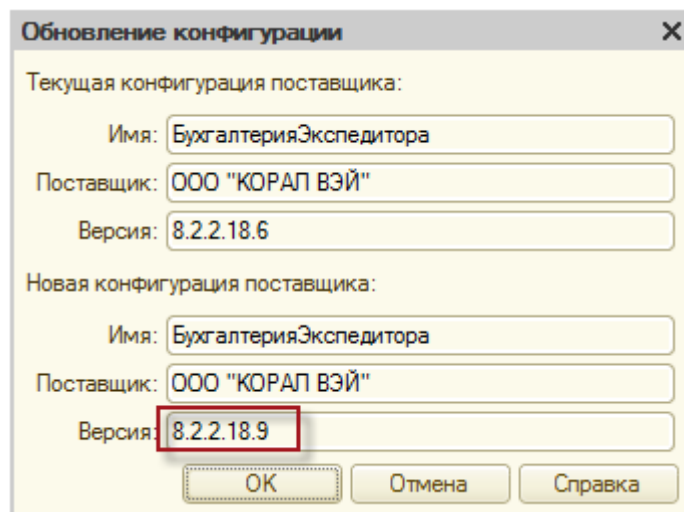 Обновление конфигурации
Текущая конфигурация поставщика:
Имя: БухгалтерияЭкспедитора
Поставщик: ООО "КОРАЛ ВЭЙ"
Версия: 8.2.2.18.6
Новая конфигурация поставщика:
Имя: БухгалтерияЭкспедитора
Поставщик: ООО "КОРАЛ ВЭЙ"
Версия: 8.2.2.18.9
ОК Отмена Справка